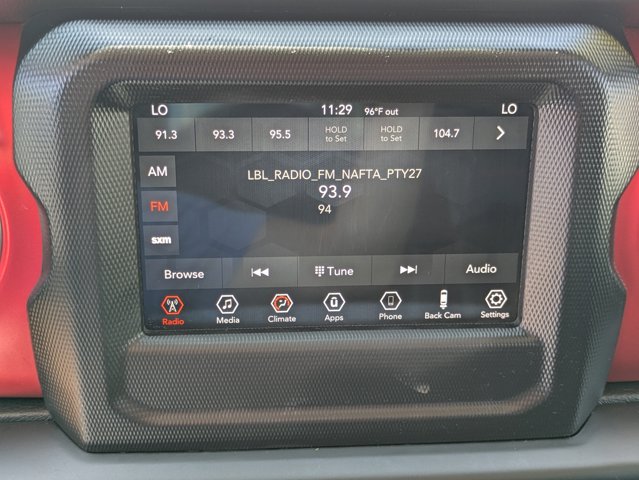 LO 11:29 96°F out LO
91.3 93.3 95.5 HOLD to Set HOLD to Set 104.7
AM
LBL_RADIO_FM_NAFTA_PTY27
93.9
FM
94
sxm
Browse Tune Audio
Radio Media Climate Apps Phone Back Cam Settings